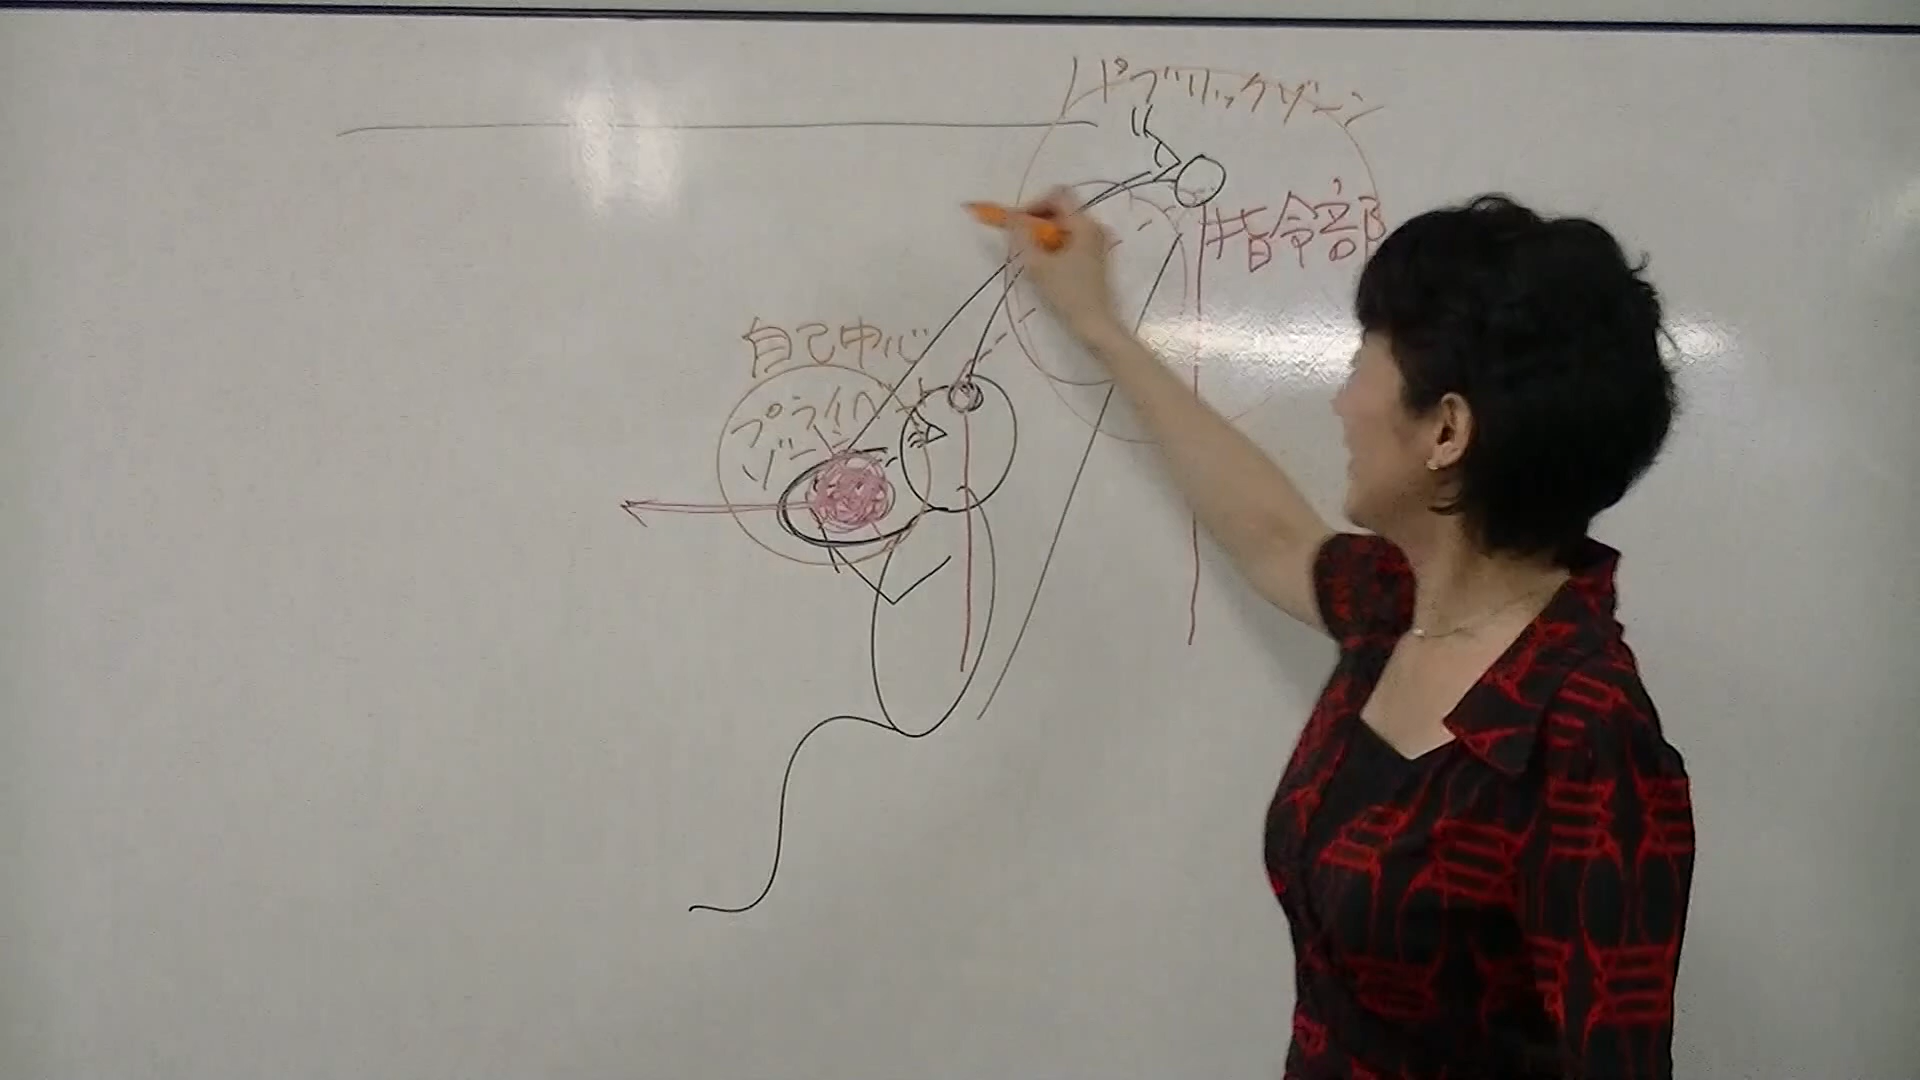 パブリックゾーン
指令部
自己中心
プライベート
ゾーン